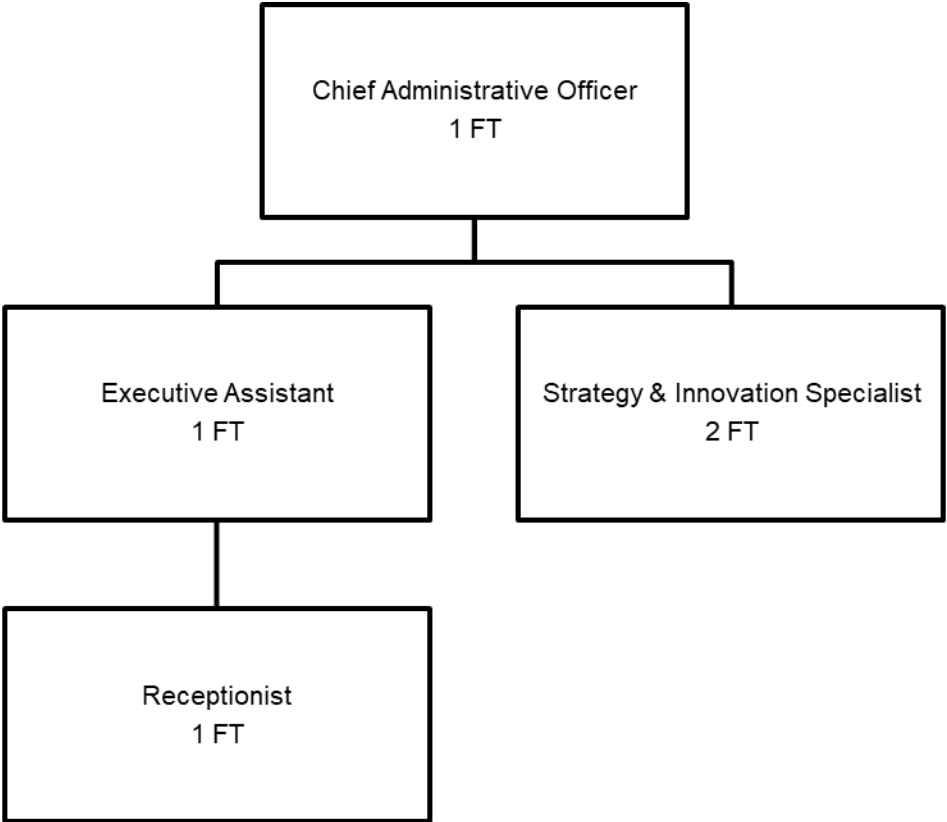 Chief Administrative Officer
1 FT
Executive Assistant
1 FT
Strategy & Innovation Specialist
2 FT
Receptionist
1 FT